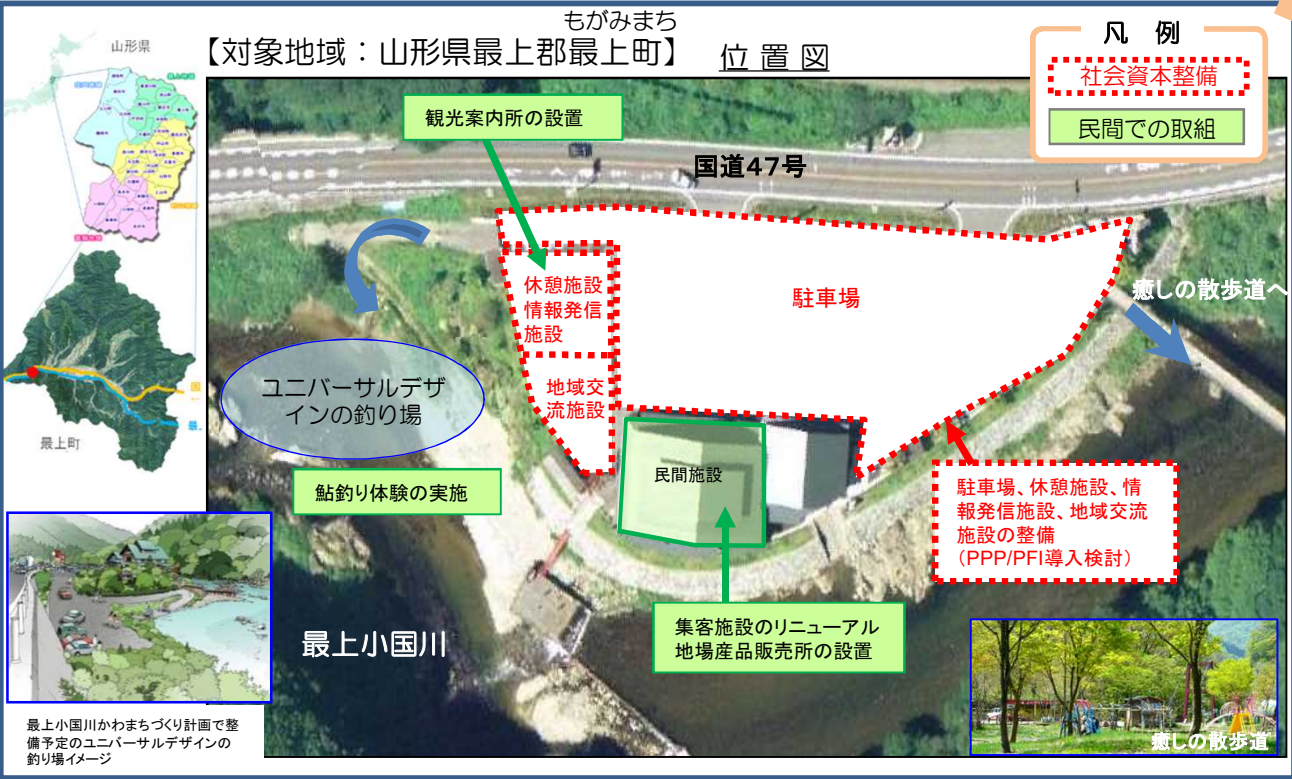 もがみまち
【対象地域：山形県最上郡最上町】 位置図
凡 例
社会資本整備
民間での取組
山形県
観光案内所の設置
国道47号
休憩施設
情報発信
施設
駐車場
癒しの散歩道へ
ユニバーサルデザ
インの釣り場
地域交
流施設
最上町
鮎釣り体験の実施
民間施設
駐車場、休憩施設、情
報発信施設、地域交流
施設の整備
(PPP/PFI導入検討)
最上小国川
集客施設のリニューアル
地場産品販売所の設置
最上小国川かわまちづくり計画で整
備予定のユニバーサルデザインの
釣り場イメージ
癒しの散歩道